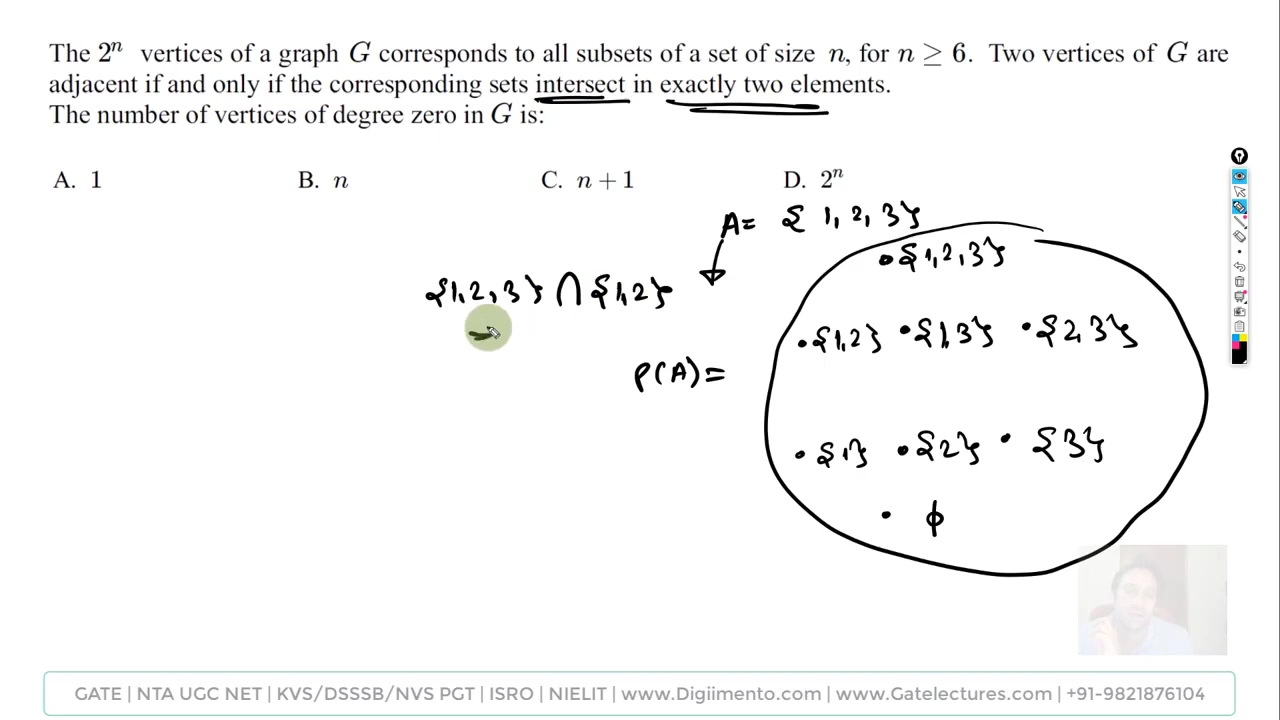 The 2ⁿ vertices of a graph G corresponds to all subsets of a set of size n, for n ≥ 6. Two vertices of G are
adjacent if and only if the corresponding sets intersect in exactly two elements.
The number of vertices of degree zero in G is:
A. 1 B. n C. n + 1 D. 2ⁿ
A= { 1, 2, 3}
{1,2,3}
{1,2,3} ∩ {1,2}
{1,2} {1,3} {2,3}
P(A)=
{1} {2} {3}
ϕ
GATE | NTA UGC NET | KVS/DSSSB/NVS PGT | ISRO | NIELIT | www.Digiimento.com | www.Gatelectures.com | +91-9821876104